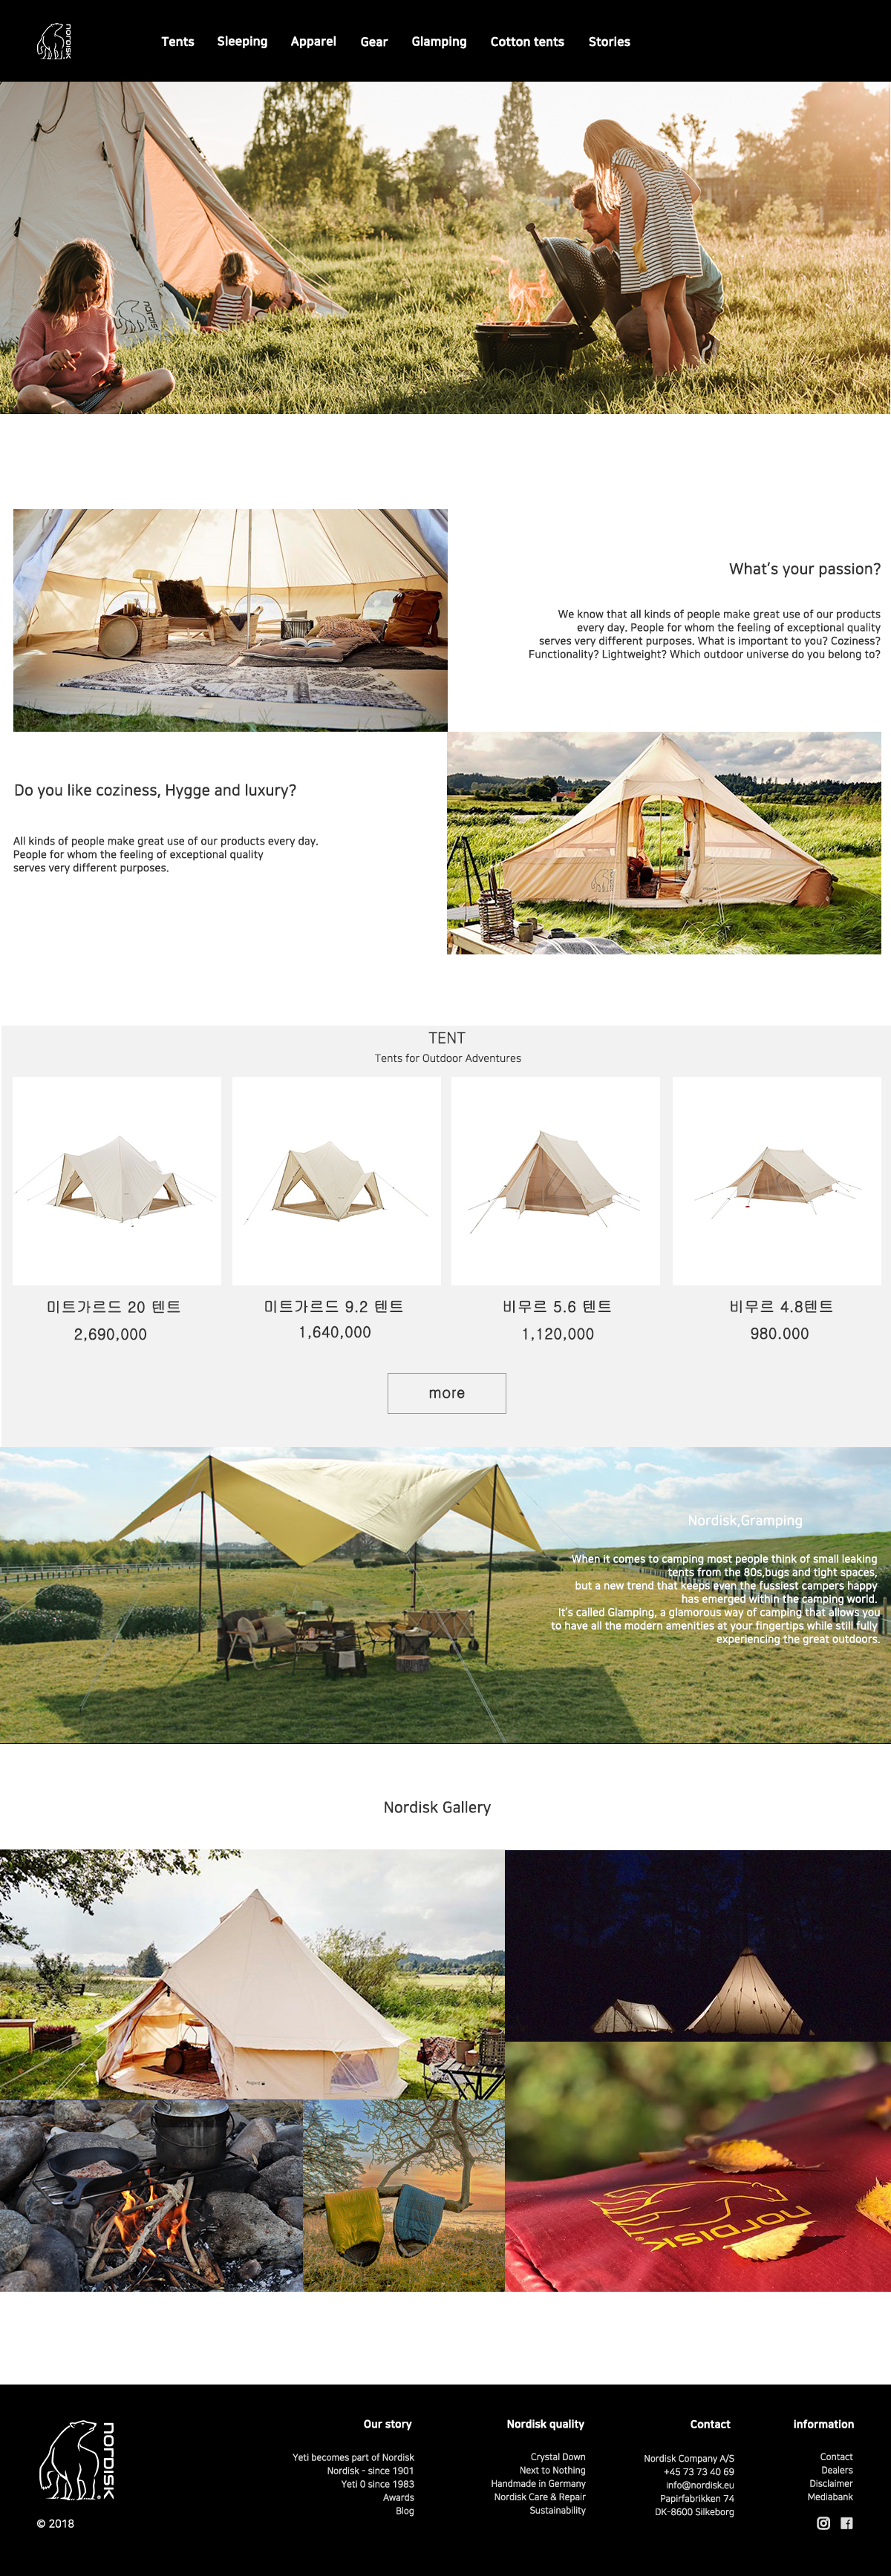 NORDISK
Tents
Sleeping
Apparel
Gear
Glamping
Cotton tents
Stories
nordisk
What's your passion?
We know that all kinds of people make great use of our products
every day. People for whom the feeling of exceptional quality
serves very different purposes. What is important to you? Coziness?
Functionality? Lightweight? Which outdoor universe do you belong to?
Do you like coziness, Hygge and luxury?
All kinds of people make great use of our products every day.
People for whom the feeling of exceptional quality
serves very different purposes.
TENT
Tents for Outdoor Adventures
미트가르드 20 텐트
2,690,000
미트가르드 9.2 텐트
1,640,000
비무르 5.6 텐트
1,120,000
비무르 4.8텐트
980.000
more
Nordisk,Gramping
When it comes to camping most people think of small leaking
tents from the 80s,bugs and tight spaces,
but a new trend that keeps even the fussiest campers happy
has emerged within the camping world.
It's called Glamping, a glamorous way of camping that allows you
to have all the modern amenities at your fingertips while still fully
experiencing the great outdoors.
Nordisk Gallery
NORDISK
NORDISK
© 2018
Our story
Yeti becomes part of Nordisk
Nordisk - since 1901
Yeti 0 since 1983
Awards
Blog
Nordisk quality
Crystal Down
Next to Nothing
Handmade in Germany
Nordisk Care & Repair
Sustainability
Contact
Nordisk Company A/S
+45 73 73 40 69
info@nordisk.eu
Papirfabrikken 74
DK-8600 Silkeborg
information
Contact
Dealers
Disclaimer
Mediabank